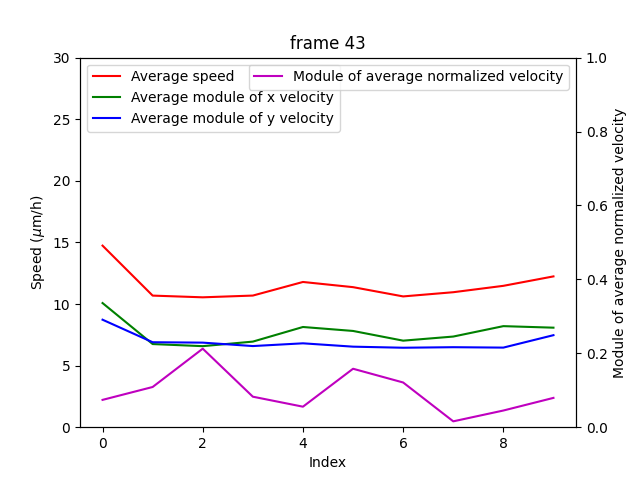 frame 43
Average speed
Average module of x velocity
Average module of y velocity
Module of average normalized velocity
30
25
20
15
10
5
0
Speed (μm/h)
1.0
0.8
0.6
0.4
0.2
0.0
Module of average normalized velocity
0 2 4 6 8
Index